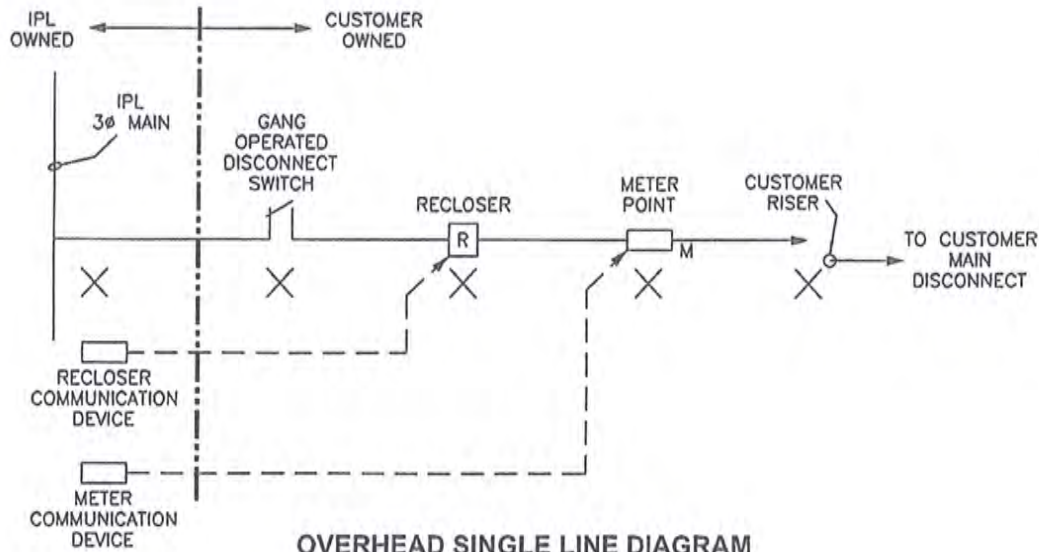 IPL
OWNED
CUSTOMER
OWNED
IPL
3ø MAIN
GANG
OPERATED
DISCONNECT
SWITCH
RECLOSER
METER
POINT
CUSTOMER
RISER
R
M
TO CUSTOMER
MAIN
DISCONNECT
RECLOSER
COMMUNICATION
DEVICE
METER
COMMUNICATION
DEVICE
OVERHEAD SINGLE LINE DIAGRAM